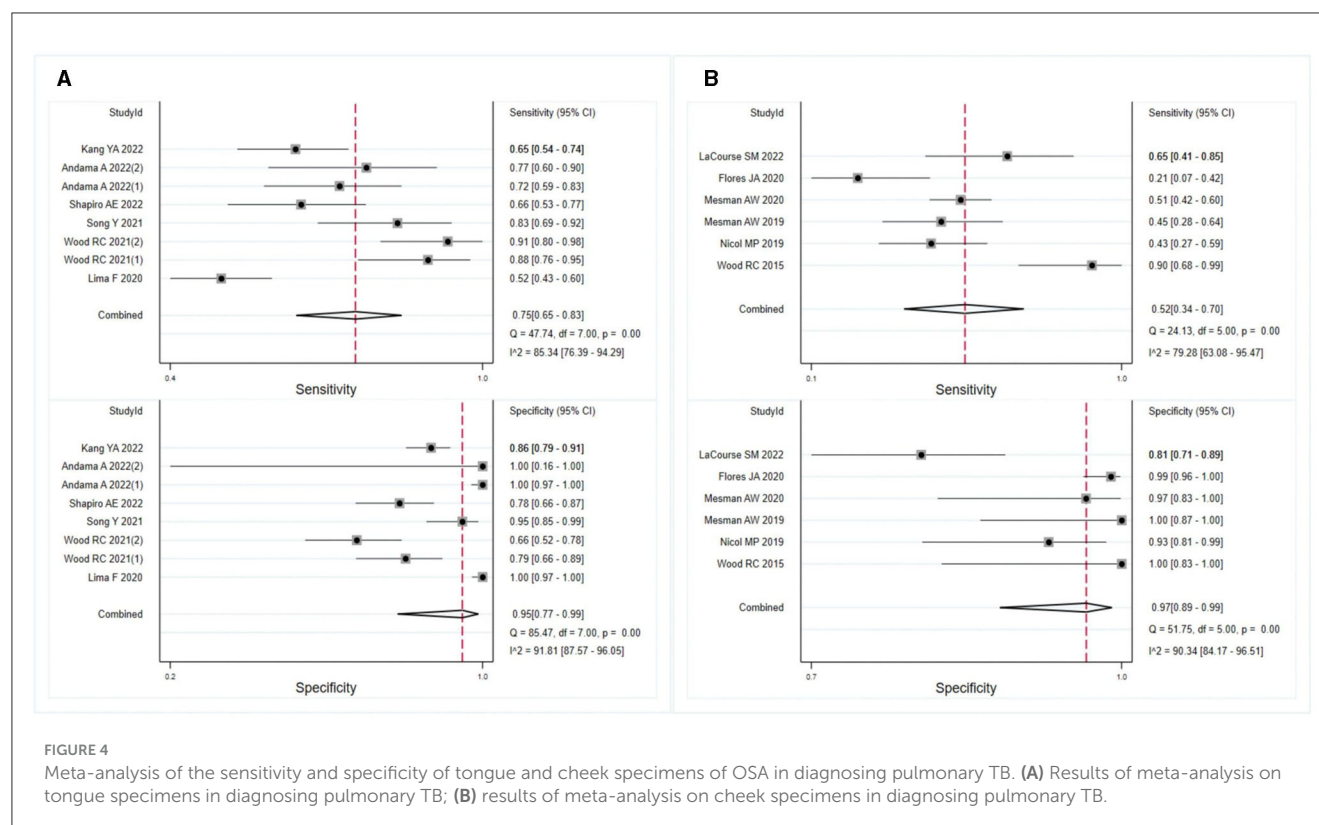 A
StudyId Sensitivity (95% CI)
Kang YA 2022 0.65 [0.54 - 0.74]
Andama A 2022(2) 0.77 [0.60 - 0.90]
Andama A 2022(1) 0.72 [0.59 - 0.83]
Shapiro AE 2022 0.66 [0.53 - 0.77]
Song Y 2021 0.83 [0.69 - 0.92]
Wood RC 2021(2) 0.91 [0.80 - 0.98]
Wood RC 2021(1) 0.88 [0.76 - 0.95]
Lima F 2020 0.52 [0.43 - 0.60]
Combined 0.75[0.65 - 0.83]
Q = 47.74, df = 7.00, p = 0.00
I^2 = 85.34 [76.39 - 94.29]
0.4 1.0
Sensitivity
StudyId Specificity (95% CI)
Kang YA 2022 0.86 [0.79 - 0.91]
Andama A 2022(2) 1.00 [0.16 - 1.00]
Andama A 2022(1) 1.00 [0.97 - 1.00]
Shapiro AE 2022 0.78 [0.66 - 0.87]
Song Y 2021 0.95 [0.85 - 0.99]
Wood RC 2021(2) 0.66 [0.52 - 0.78]
Wood RC 2021(1) 0.79 [0.66 - 0.89]
Lima F 2020 1.00 [0.97 - 1.00]
Combined 0.95[0.77 - 0.99]
Q = 85.47, df = 7.00, p = 0.00
I^2 = 91.81 [87.57 - 96.05]
0.2 1.0
Specificity
B
StudyId Sensitivity (95% CI)
LaCourse SM 2022 0.65 [0.41 - 0.85]
Flores JA 2020 0.21 [0.07 - 0.42]
Mesman AW 2020 0.51 [0.42 - 0.60]
Mesman AW 2019 0.45 [0.28 - 0.64]
Nicol MP 2019 0.43 [0.27 - 0.59]
Wood RC 2015 0.90 [0.68 - 0.99]
Combined 0.52[0.34 - 0.70]
Q = 24.13, df = 5.00, p = 0.00
I^2 = 79.28 [63.08 - 95.47]
0.1 1.0
Sensitivity
StudyId Specificity (95% CI)
LaCourse SM 2022 0.81 [0.71 - 0.89]
Flores JA 2020 0.99 [0.96 - 1.00]
Mesman AW 2020 0.97 [0.83 - 1.00]
Mesman AW 2019 1.00 [0.87 - 1.00]
Nicol MP 2019 0.93 [0.81 - 0.99]
Wood RC 2015 1.00 [0.83 - 1.00]
Combined 0.97[0.89 - 0.99]
Q = 51.75, df = 5.00, p = 0.00
I^2 = 90.34 [84.17 - 96.51]
0.7 1.0
Specificity
FIGURE 4
Meta-analysis of the sensitivity and specificity of tongue and cheek specimens of OSA in diagnosing pulmonary TB. (A) Results of meta-analysis on
tongue specimens in diagnosing pulmonary TB; (B) results of meta-analysis on cheek specimens in diagnosing pulmonary TB.